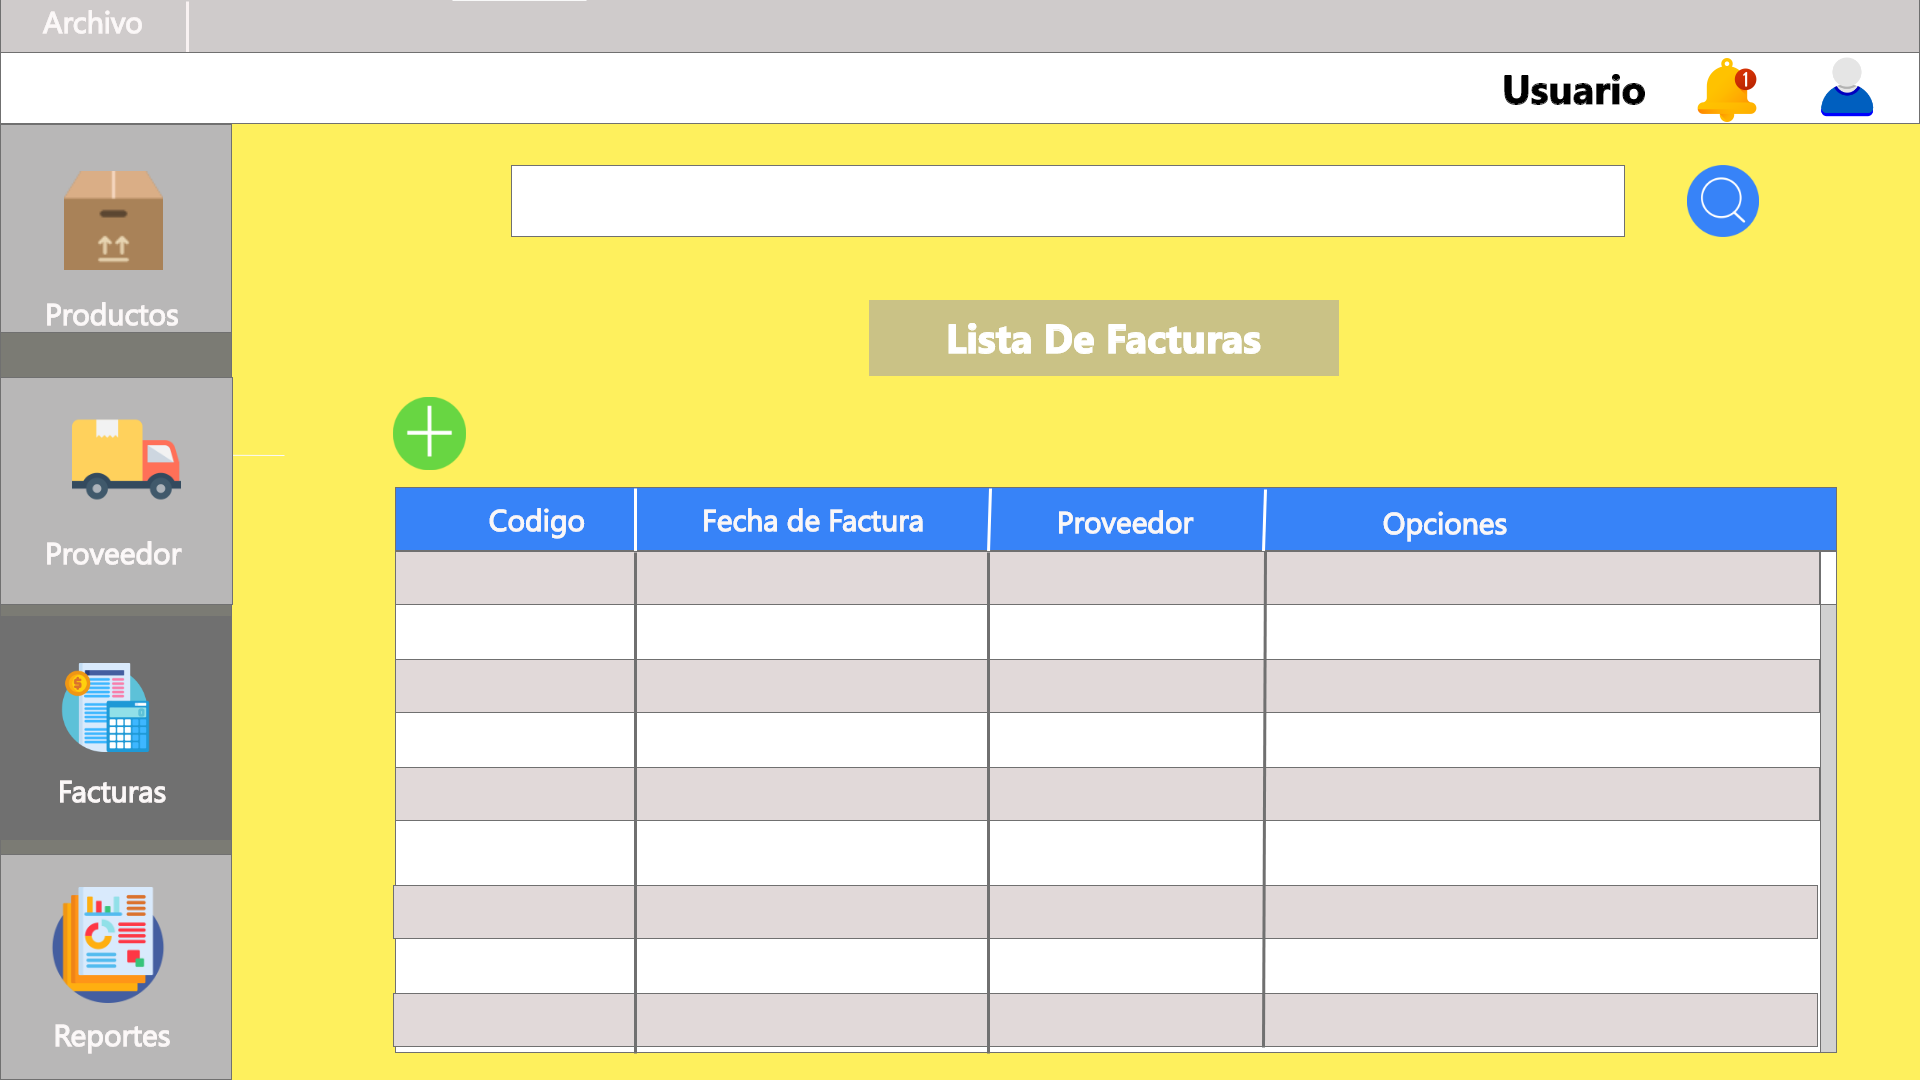 Archivo
Usuario
1
Productos
Lista De Facturas
Codigo
Fecha de Factura
Proveedor
Opciones
Proveedor
Facturas
Reportes